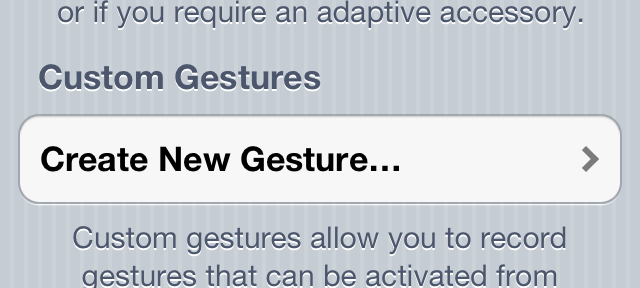 or if you require an adaptive accessory.
Custom Gestures
Create New Gesture...
Custom gestures allow you to record
gestures that can be activated from